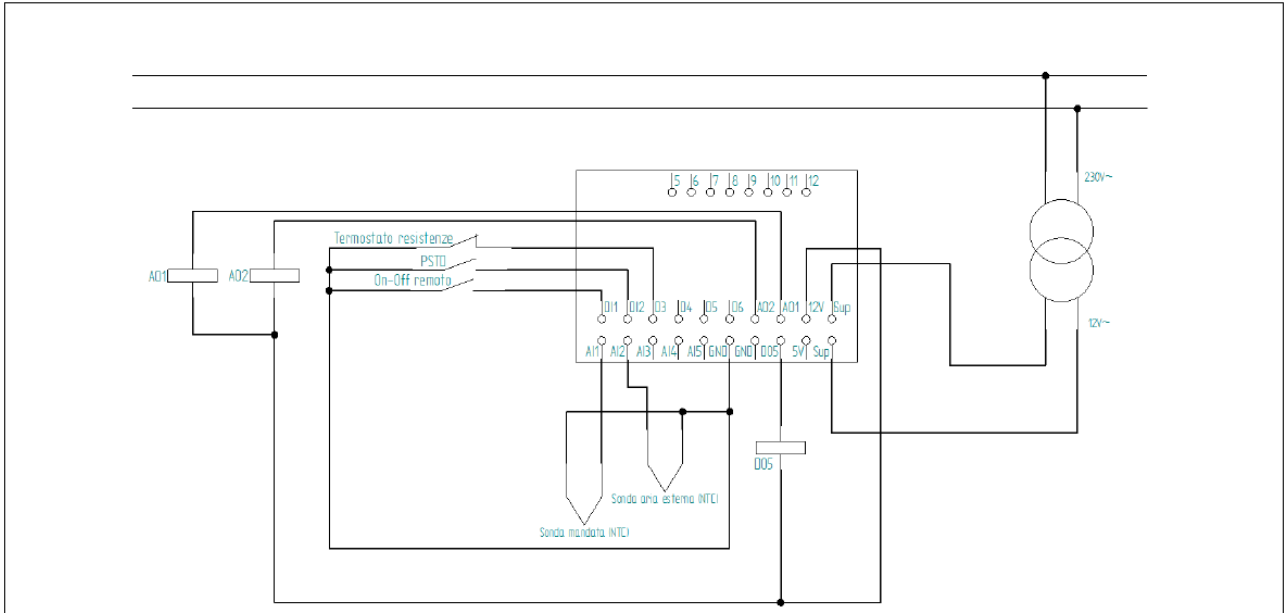 5 6 7 8 9 10 11 12
230V~
Termostato resistenze
PSTO
On-Off remoto
AO1
AO2
DI1 DI2 D3 D4 D5 D6 AO2 AO1 12V Sup
12V~
AI1 AI2 AI3 AI4 AI5 GND GND DO5 5V Sup
DO5
Sonda aria esterna (NTC)
Sonda mandata (NTC)